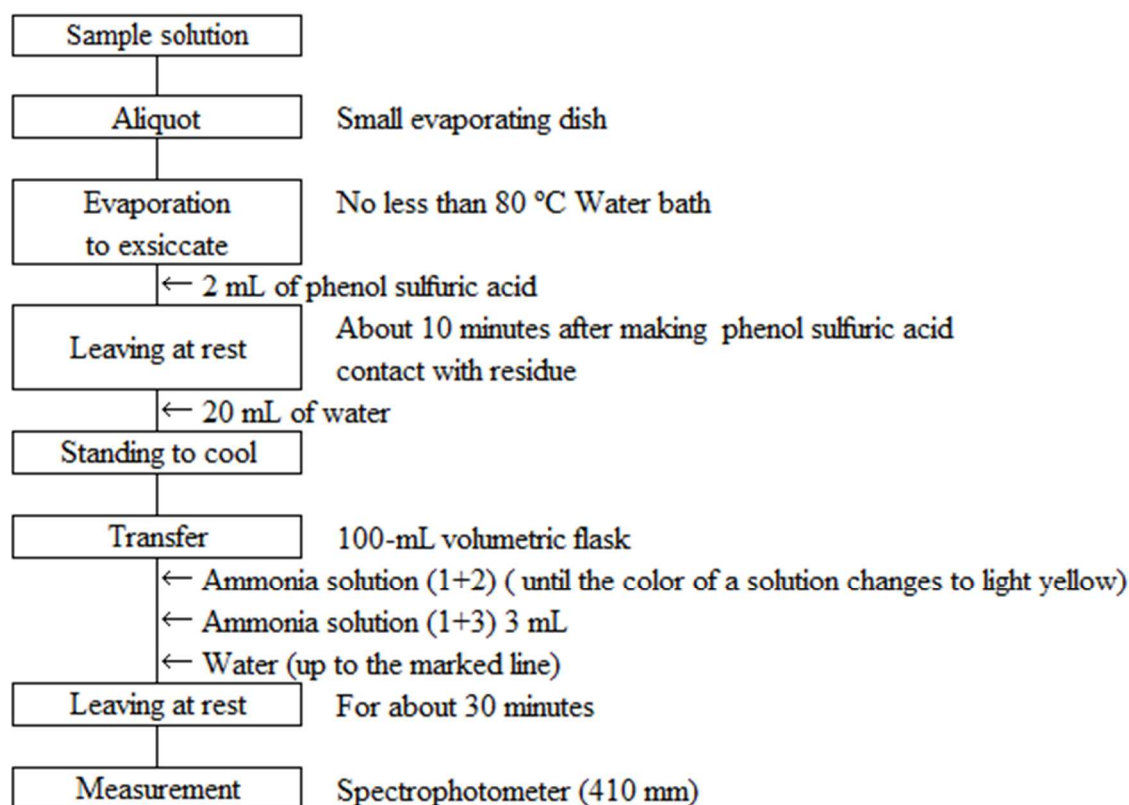 Sample solution
Aliquot Small evaporating dish
Evaporation No less than 80 ºC Water bath
to exsiccate
← 2 mL of phenol sulfuric acid
About 10 minutes after making phenol sulfuric acid
Leaving at rest
contact with residue
← 20 mL of water
Standing to cool
Transfer 100-mL volumetric flask
← Ammonia solution (1+2) ( until the color of a solution changes to light yellow)
← Ammonia solution (1+3) 3 mL
← Water (up to the marked line)
Leaving at rest For about 30 minutes
Measurement Spectrophotometer (410 mm)